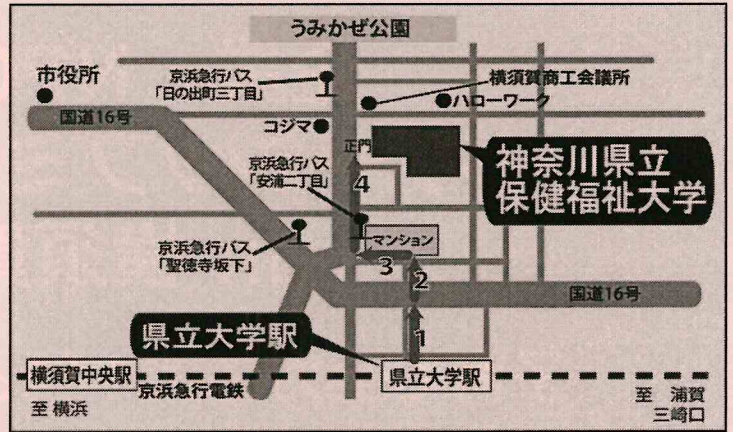 うみかぜ公園
市役所
京浜急行バス
「日の出町三丁目」
横須賀商工会議所
ハローワーク
国道16号
コジマ
正門
神奈川県立
保健福祉大学
京浜急行バス
「安浦二丁目」
4
京浜急行バス
「聖徳寺坂下」
マンション
3
2
国道16号
県立大学駅
1
横須賀中央駅
京浜急行電鉄
県立大学駅
至 横浜
至 浦賀
三崎口